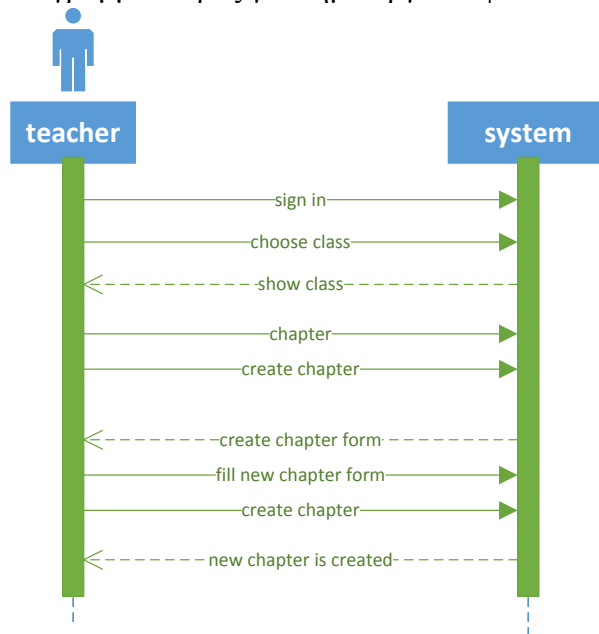 teacher
system
sign in
choose class
show class
chapter
create chapter
create chapter form
fill new chapter form
create chapter
new chapter is created